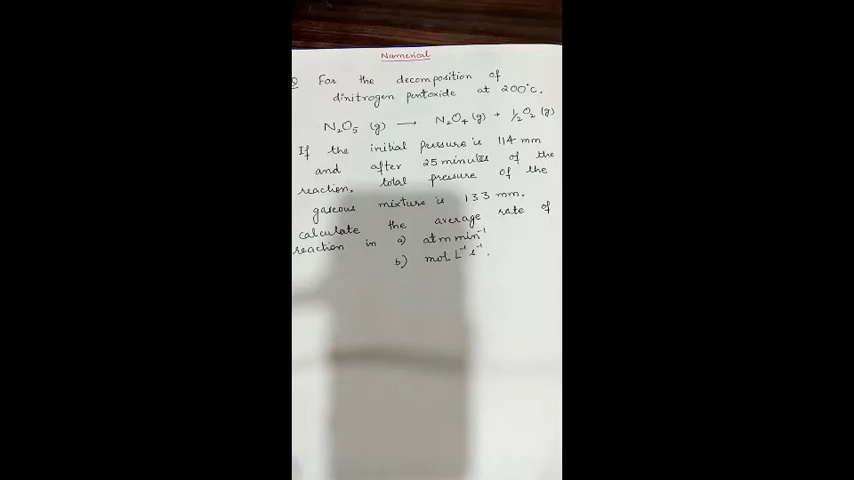 Numerical
Q For the decomposition of
dinitrogen pentoxide at 200°C.
N₂O₅ (g) → N₂O₄ (g) + 1/2 O₂ (g)
If the initial pressure is 114 mm
and after 25 minutes of the
reaction, total pressure of the
gaseous mixture is 133 mm.
calculate the average rate of
reaction in a) atm min⁻¹
b) mol L⁻¹ s⁻¹.